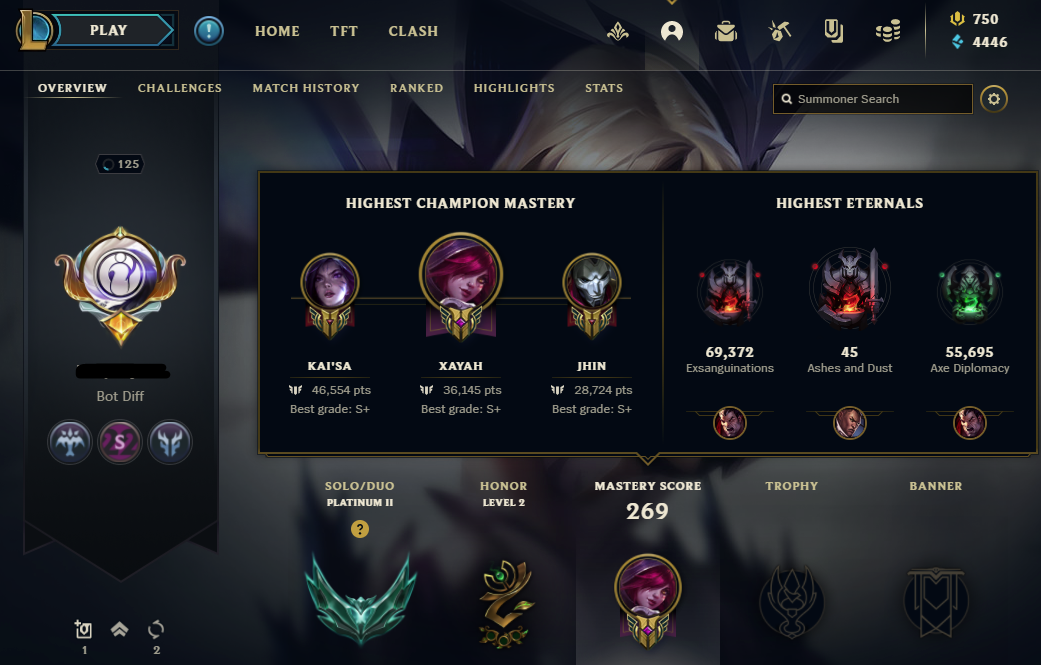 PLAY
HOME
TFT
CLASH
750
4446
OVERVIEW
CHALLENGES
MATCH HISTORY
RANKED
HIGHLIGHTS
STATS
Summoner Search
125
Bot Diff
S
1
2
HIGHEST CHAMPION MASTERY
KAI'SA
46,554 pts
Best grade: S+
XAYAH
36,145 pts
Best grade: S+
JHIN
28,724 pts
Best grade: S+
HIGHEST ETERNALS
69,372
Exsanguinations
45
Ashes and Dust
55,695
Axe Diplomacy
SOLO/DUO
PLATINUM II
?
HONOR
LEVEL 2
MASTERY SCORE
269
TROPHY
BANNER